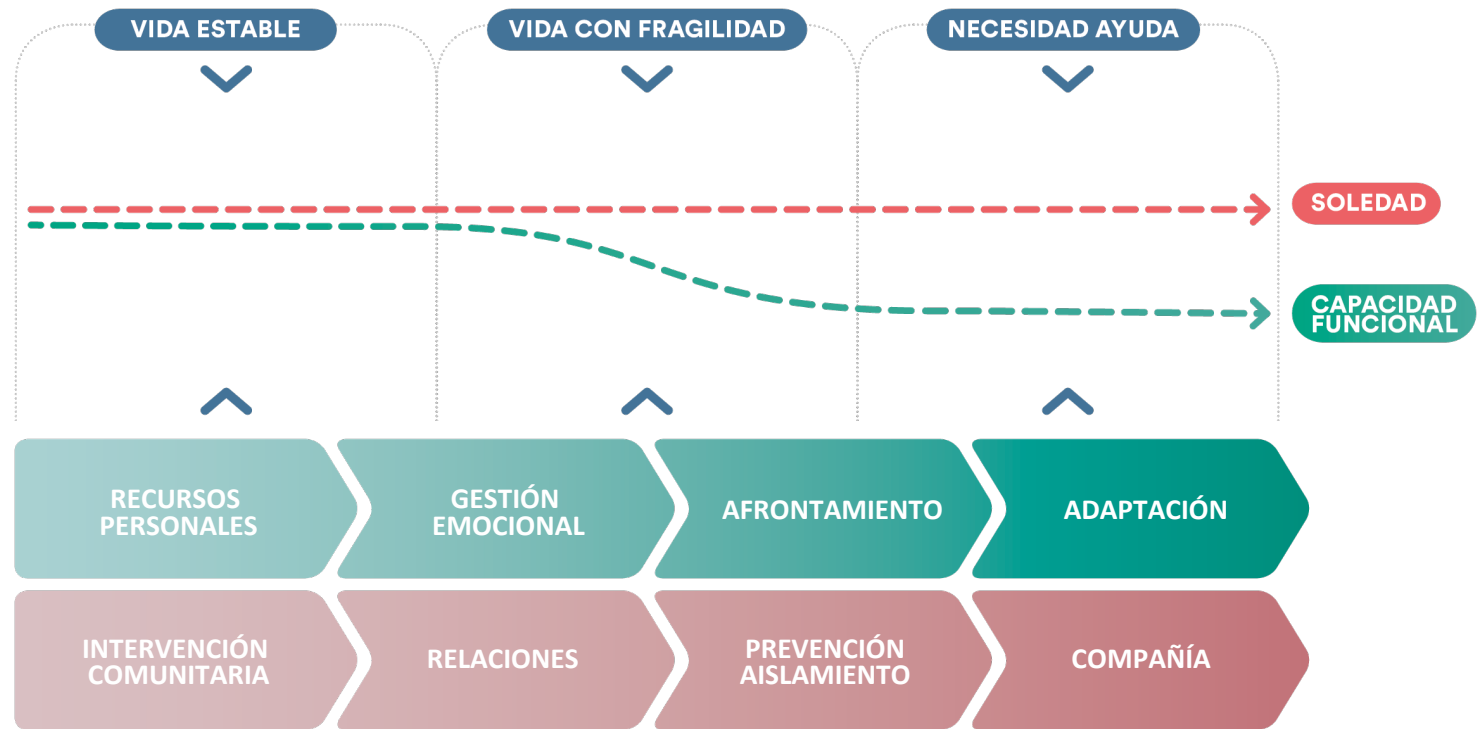 VIDA ESTABLE
VIDA CON FRAGILIDAD
NECESIDAD AYUDA
SOLEDAD
CAPACIDAD
FUNCIONAL
RECURSOS
PERSONALES
GESTIÓN
EMOCIONAL
AFRONTAMIENTO
ADAPTACIÓN
INTERVENCIÓN
COMUNITARIA
RELACIONES
PREVENCIÓN
AISLAMIENTO
COMPAÑÍA